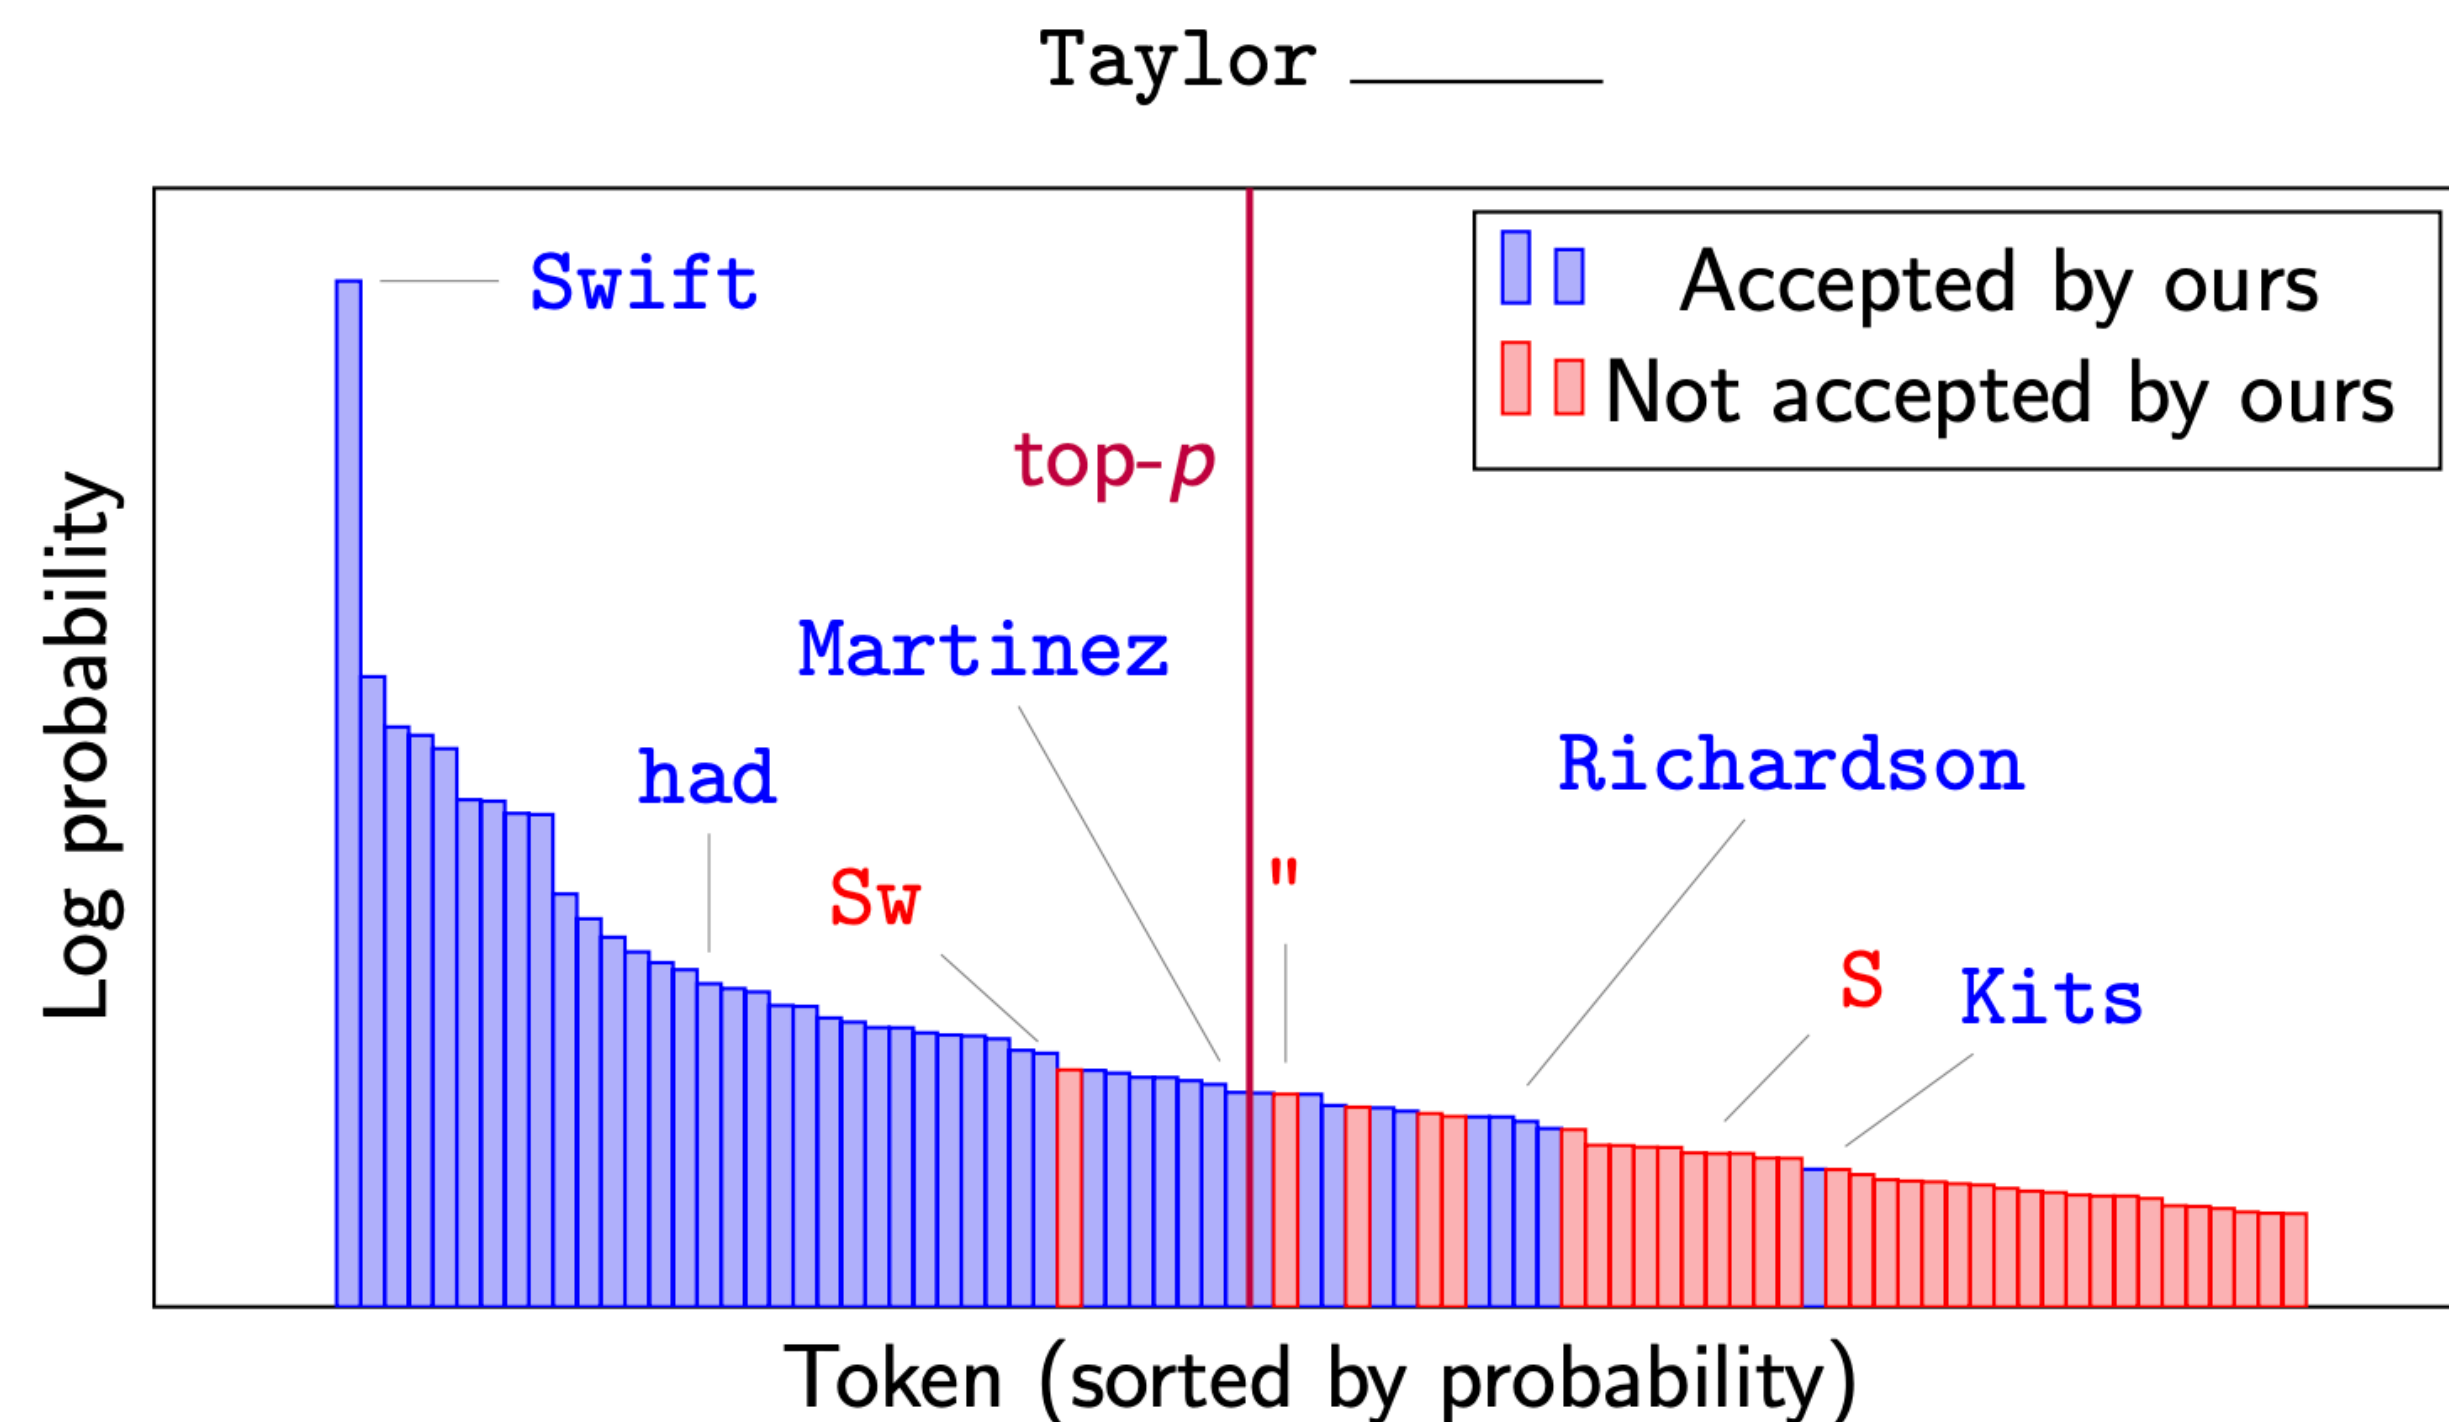 Taylor _____
Swift
Accepted by ours
Not accepted by ours
top-p
Martinez
had
Richardson
Sw
"
S
Kits
Log probability
Token (sorted by probability)